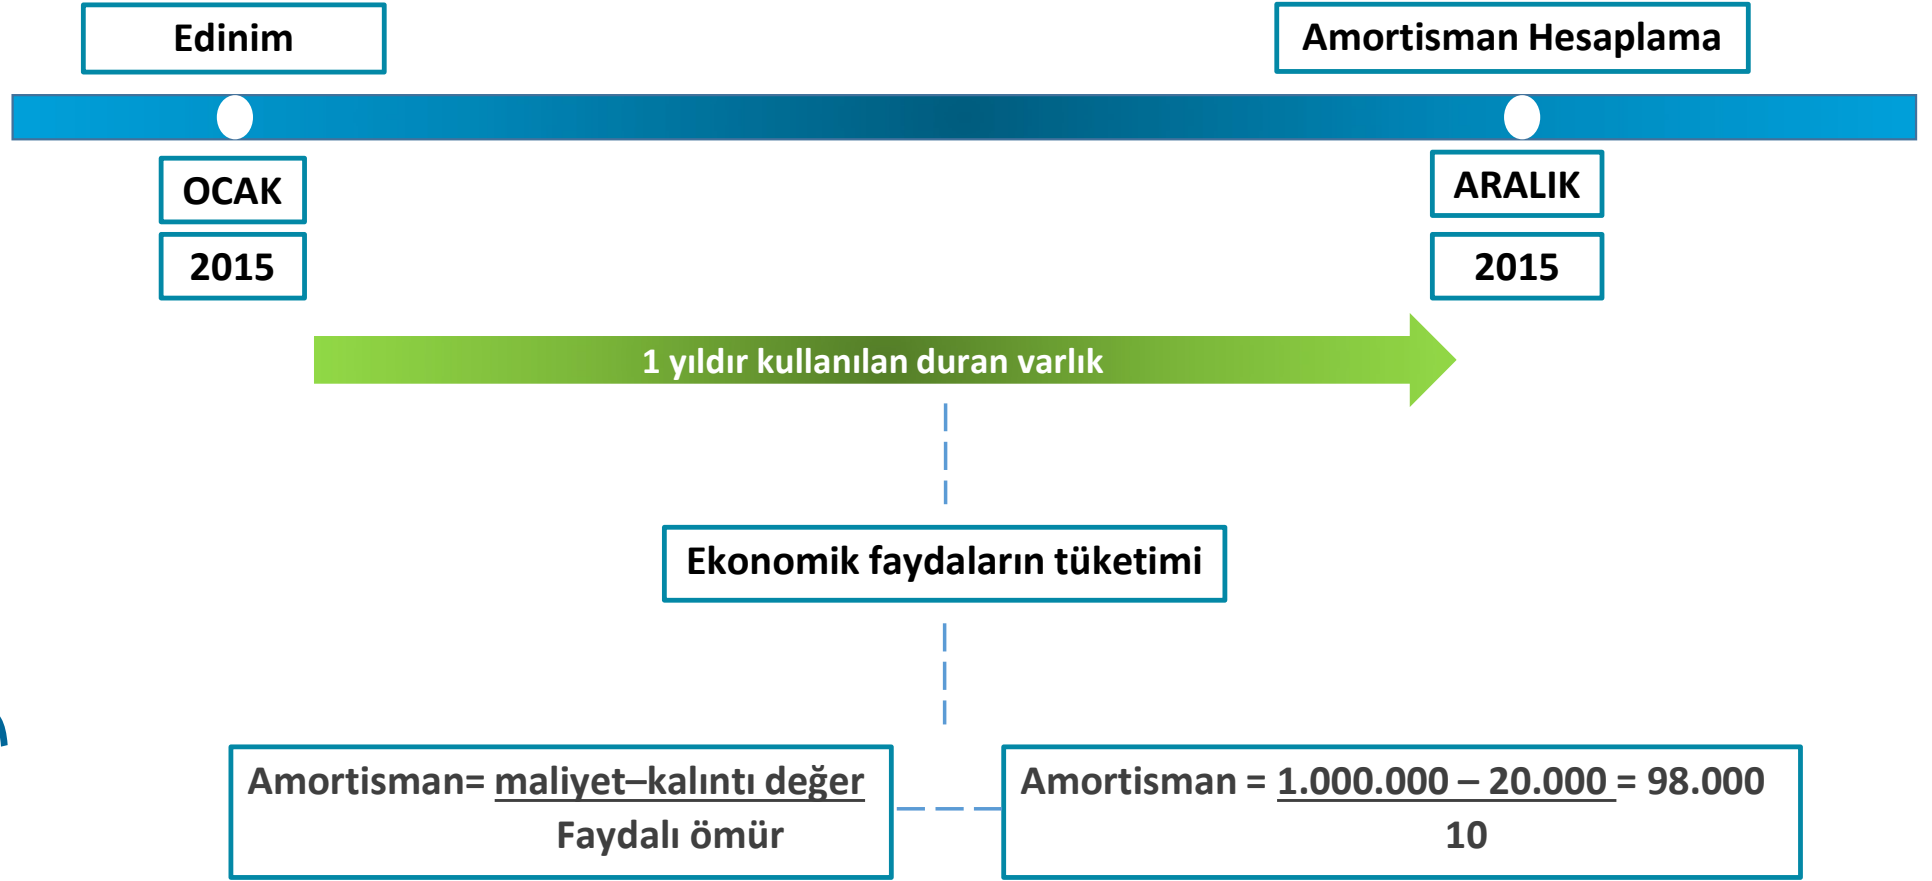 Edinim
Amortisman Hesaplama
OCAK
ARALIK
2015
2015
1 yıldır kullanılan duran varlık
Ekonomik faydaların tüketimi
Amortisman= maliyet–kalıntı değer
Faydalı ömür
Amortisman = 1.000.000 – 20.000 = 98.000
10